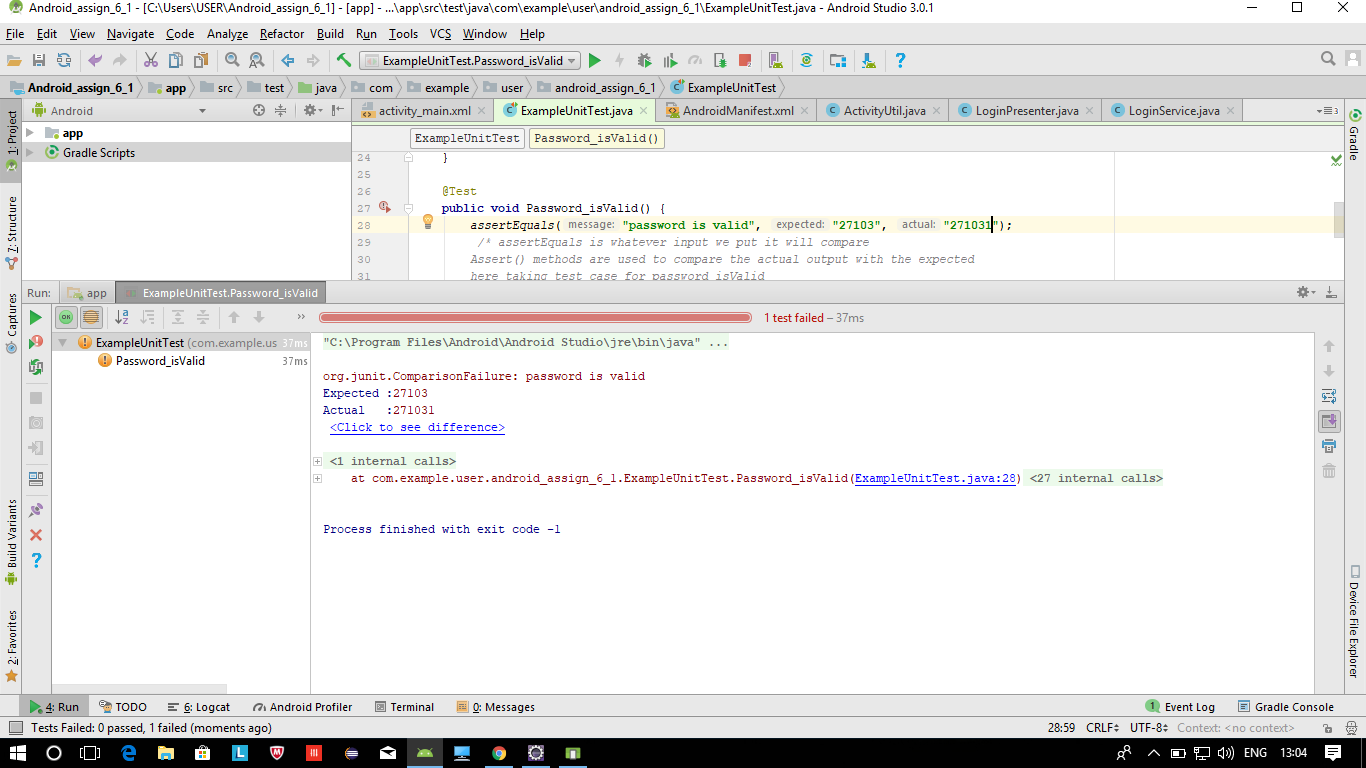 Android_assign_6_1 - [C:\Users\USER\Android_assign_6_1] - [app] - ...\app\src\test\java\com\example\user\android_assign_6_1\ExampleUnitTest.java - Android Studio 3.0.1
File Edit View Navigate Code Analyze Refactor Build Run Tools VCS Window Help
ExampleUnitTest.Password_isValid
Android_assign_6_1 app src test java com example user android_assign_6_1 ExampleUnitTest
1: Project
7: Structure
Captures
Build Variants
2: Favorites
Android
app
Gradle Scripts
activity_main.xml ExampleUnitTest.java AndroidManifest.xml ActivityUtil.java LoginPresenter.java LoginService.java
ExampleUnitTest Password_isValid()
24 }
25
26 @Test
27 public void Password_isValid() {
28 assertEquals( message: "password is valid", expected: "27103", actual: "271031");
29 /* assertEquals is whatever input we put it will compare
30 Assert() methods are used to compare the actual output with the expected
31 here taking test case for password isValid
Gradle
Device File Explorer
Run: app ExampleUnitTest.Password_isValid
1 test failed – 37ms
ExampleUnitTest (com.example.us 37ms
Password_isValid 37ms
"C:\Program Files\Android\Android Studio\jre\bin\java" ...
org.junit.ComparisonFailure: password is valid
Expected :27103
Actual :271031
<Click to see difference>
<1 internal calls>
at com.example.user.android_assign_6_1.ExampleUnitTest.Password_isValid(ExampleUnitTest.java:28) <27 internal calls>
Process finished with exit code -1
4: Run TODO 6: Logcat Android Profiler Terminal 0: Messages 1 Event Log Gradle Console
Tests Failed: 0 passed, 1 failed (moments ago) 28:59 CRLF UTF-8 Context: <no context>
ENG 13:04